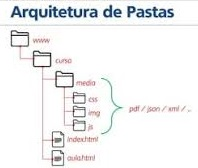 Arquitetura de Pastas
www
curso
media
css
img
js
pdf / json / xml / ..
index.html
aula.html